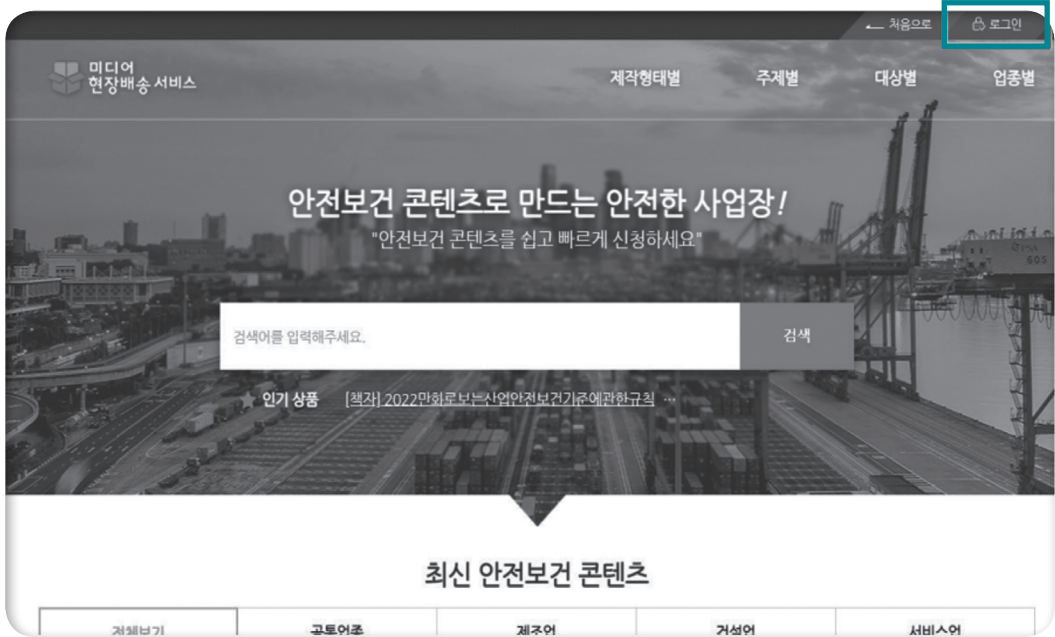 처음으로
로그인
미디어
현장배송 서비스
제작형태별
주제별
대상별
업종별
안전보건 콘텐츠로 만드는 안전한 사업장!
"안전보건 콘텐츠를 쉽고 빠르게 신청하세요"
검색어를 입력해주세요.
검색
인기 상품 [책자] 2022만화로보는산업안전보건기준에관한규칙 ···
최신 안전보건 콘텐츠
전체보기
공통업종
제조업
건설업
서비스업